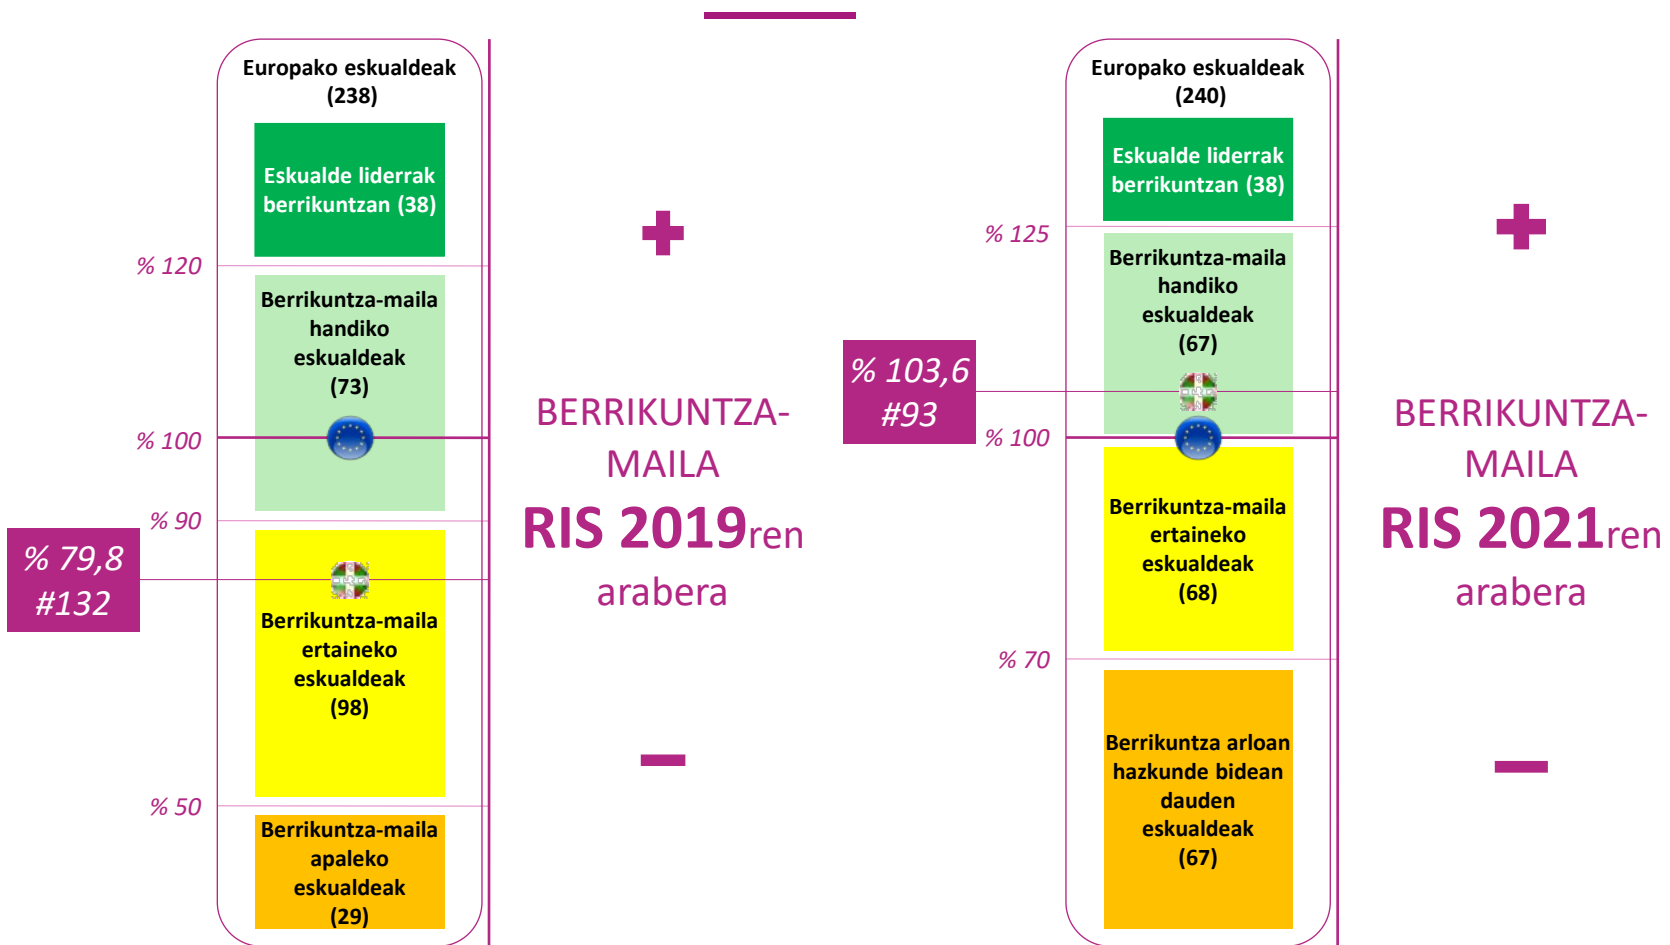 Europako eskualdeak
(238)
Eskualde liderrak
berrikuntzan (38)
% 120
Berrikuntza-maila
handiko
eskualdeak
(73)
% 100
% 90
% 79,8
#132
Berrikuntza-maila
ertaineko
eskualdeak
(98)
% 50
Berrikuntza-maila
apaleko
eskualdeak
(29)
+
BERRIKUNTZA-
MAILA
RIS 2019ren
arabera
−
Europako eskualdeak
(240)
Eskualde liderrak
berrikuntzan (38)
% 125
Berrikuntza-maila
handiko
eskualdeak
(67)
% 103,6
#93
% 100
Berrikuntza-maila
ertaineko
eskualdeak
(68)
% 70
Berrikuntza arloan
hazkunde bidean
dauden
eskualdeak
(67)
+
BERRIKUNTZA-
MAILA
RIS 2021ren
arabera
−